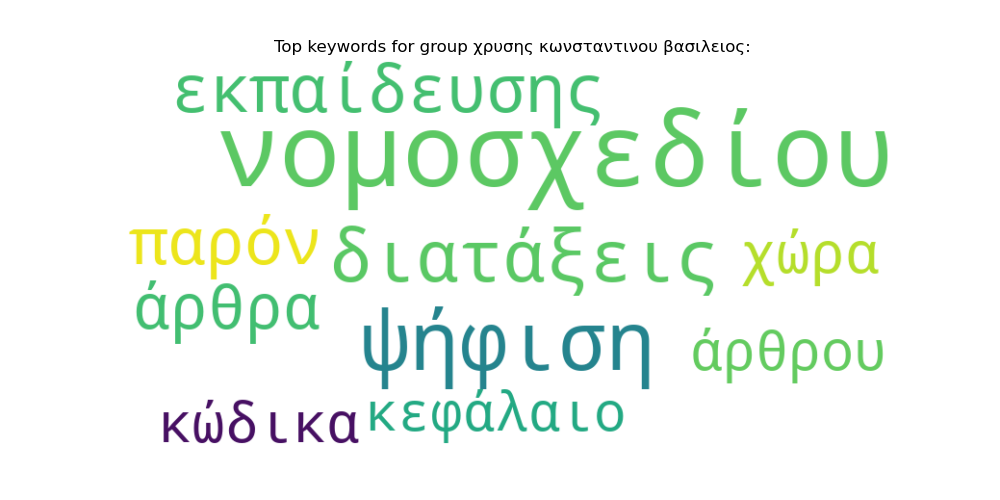 Top keywords for group χρυσης κωνσταντινου βασιλειος:
εκπαίδευσης
νομοσχεδίου
παρόν διατάξεις χώρα
άρθρα
ψήφιση άρθρου
κώδικα κεφάλαιο